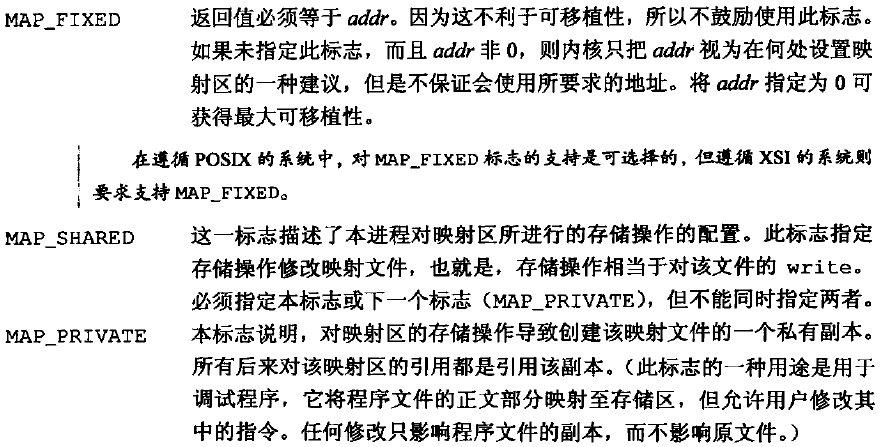 MAP_FIXED 返回值必须等于 addr。因为这不利于可移植性，所以不鼓励使用此标志。
如果未指定此标志，而且 addr 非 0，则内核只把 addr 视为在何处设置映
射区的一种建议，但是不保证会使用所要求的地址。将 addr 指定为 0 可
获得最大可移植性。
在遵循 POSIX 的系统中，对 MAP_FIXED 标志的支持是可选择的，但遵循 XSI 的系统则
要求支持 MAP_FIXED。
MAP_SHARED 这一标志描述了本进程对映射区所进行的存储操作的配置。此标志指定
存储操作修改映射文件，也就是，存储操作相当于对该文件的 write。
必须指定本标志或下一个标志（MAP_PRIVATE），但不能同时指定两者。
MAP_PRIVATE 本标志说明，对映射区的存储操作导致创建该映射文件的一个私有副本。
所有后来对该映射区的引用都是引用该副本。（此标志的一种用途是用于
调试程序，它将程序文件的正文部分映射至存储区，但允许用户修改其
中的指令。任何修改只影响程序文件的副本，而不影响原文件。）